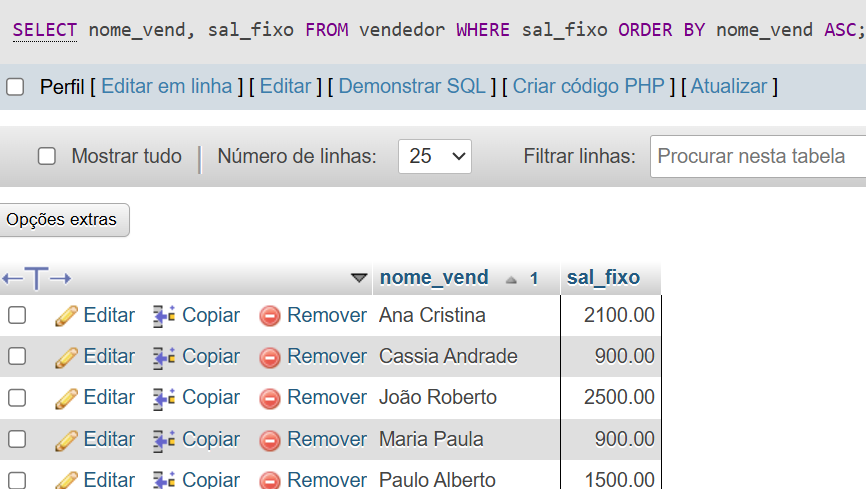 SELECT nome_vend, sal_fixo FROM vendedor WHERE sal_fixo ORDER BY nome_vend ASC;
Perfil [ Editar em linha ] [ Editar ] [ Demonstrar SQL ] [ Criar código PHP ] [ Atualizar ]
Mostrar tudo | Número de linhas: 25 Filtrar linhas: Procurar nesta tabela
Opções extras
←T→ nome_vend 1 sal_fixo
Editar Copiar Remover Ana Cristina 2100.00
Editar Copiar Remover Cassia Andrade 900.00
Editar Copiar Remover João Roberto 2500.00
Editar Copiar Remover Maria Paula 900.00
Editar Copiar Remover Paulo Alberto 1500.00